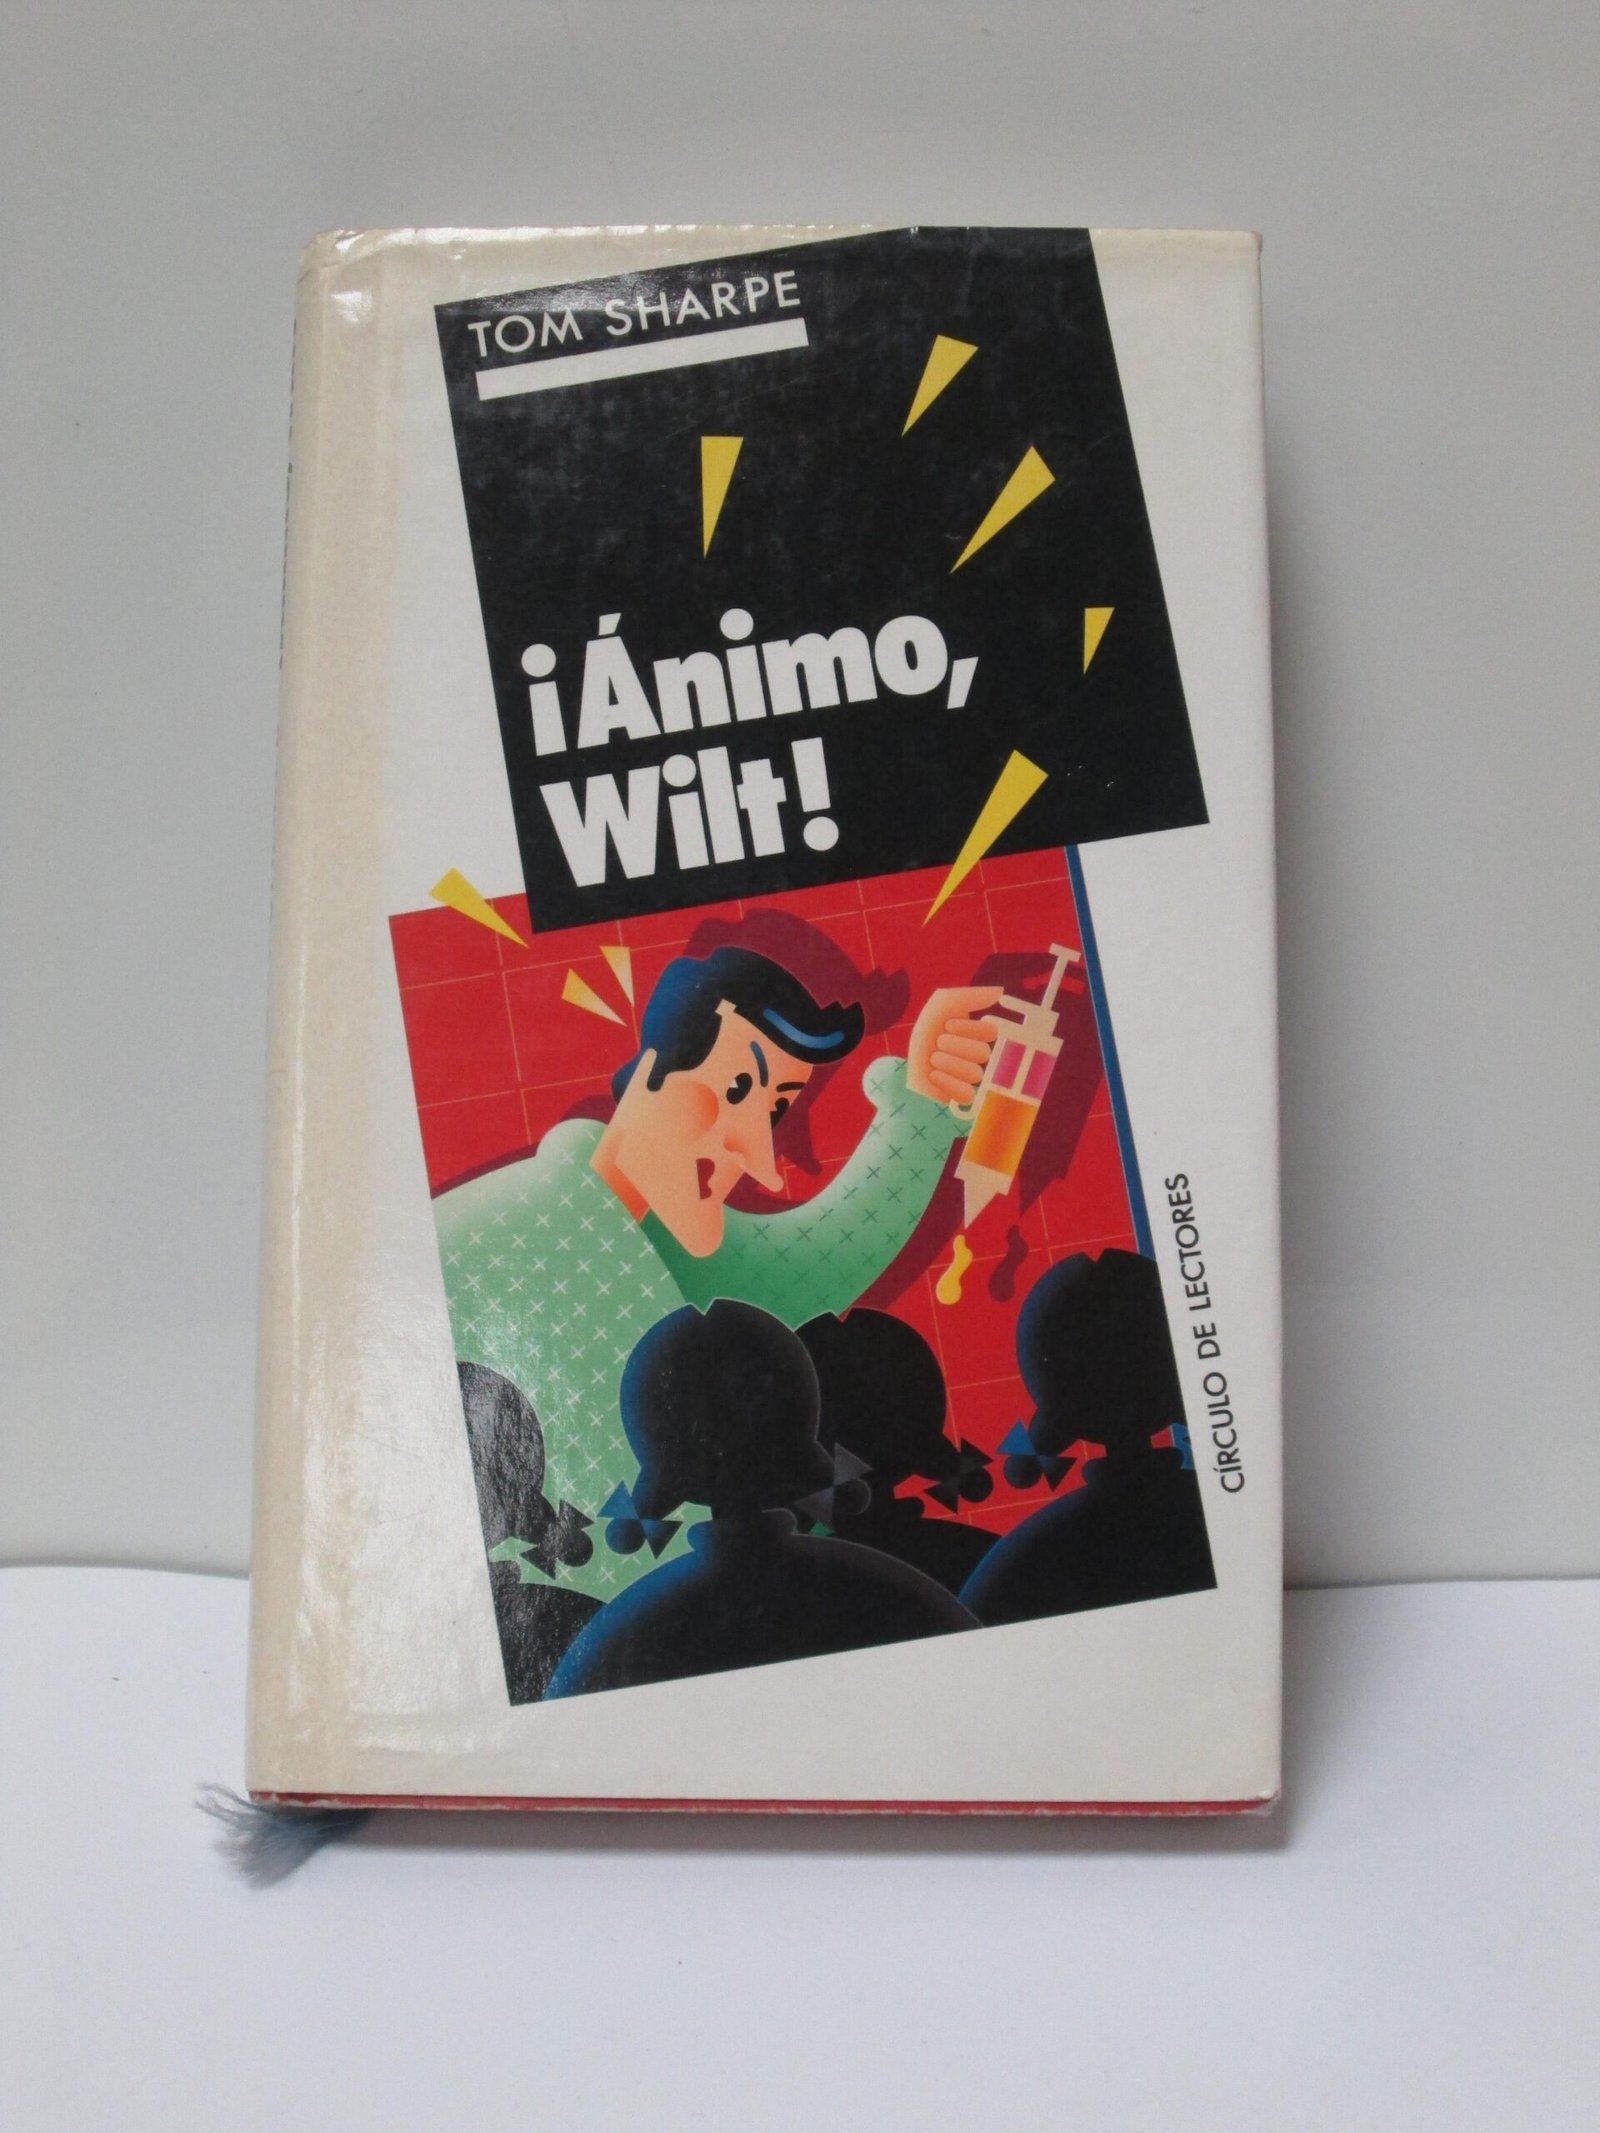 TOM SHARPE
¡Ánimo,
Wilt!
CÍRCULO DE LECTORES